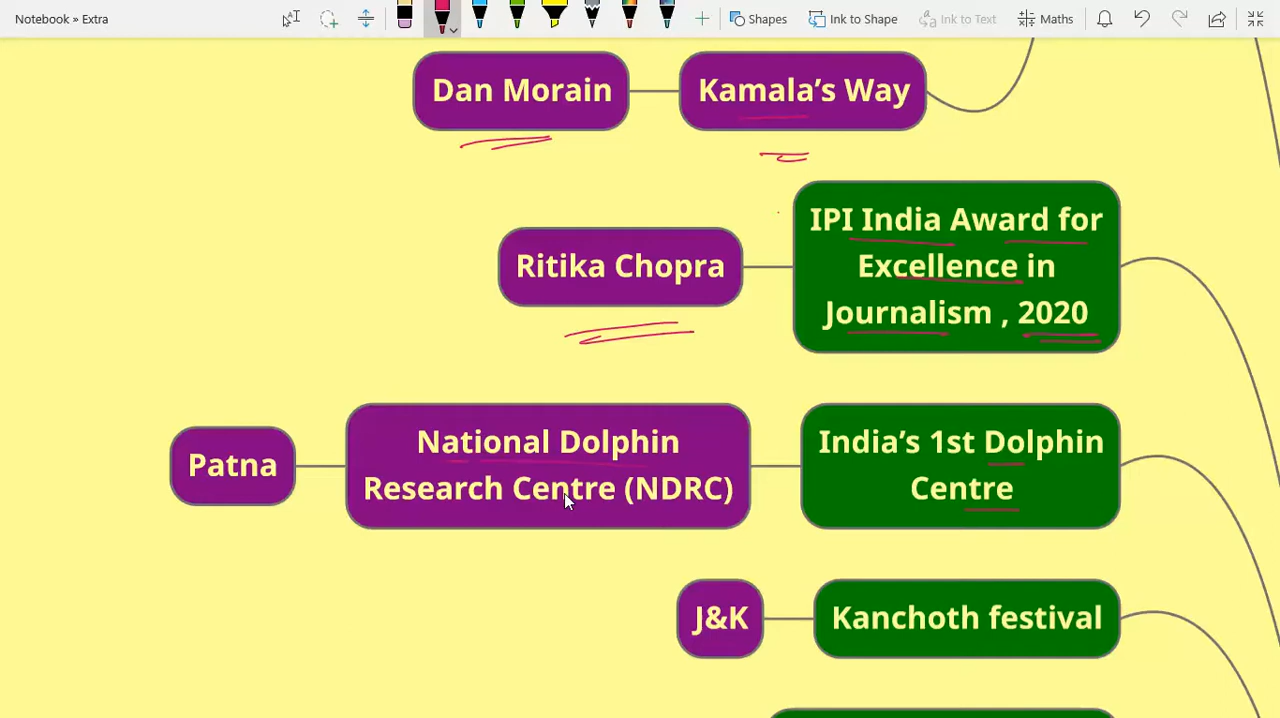 Notebook » Extra
Shapes
Ink to Shape
Ink to Text
Maths
Dan Morain
Kamala’s Way
Ritika Chopra
IPI India Award for
Excellence in
Journalism , 2020
Patna
National Dolphin
Research Centre (NDRC)
India’s 1st Dolphin
Centre
J&K
Kanchoth festival